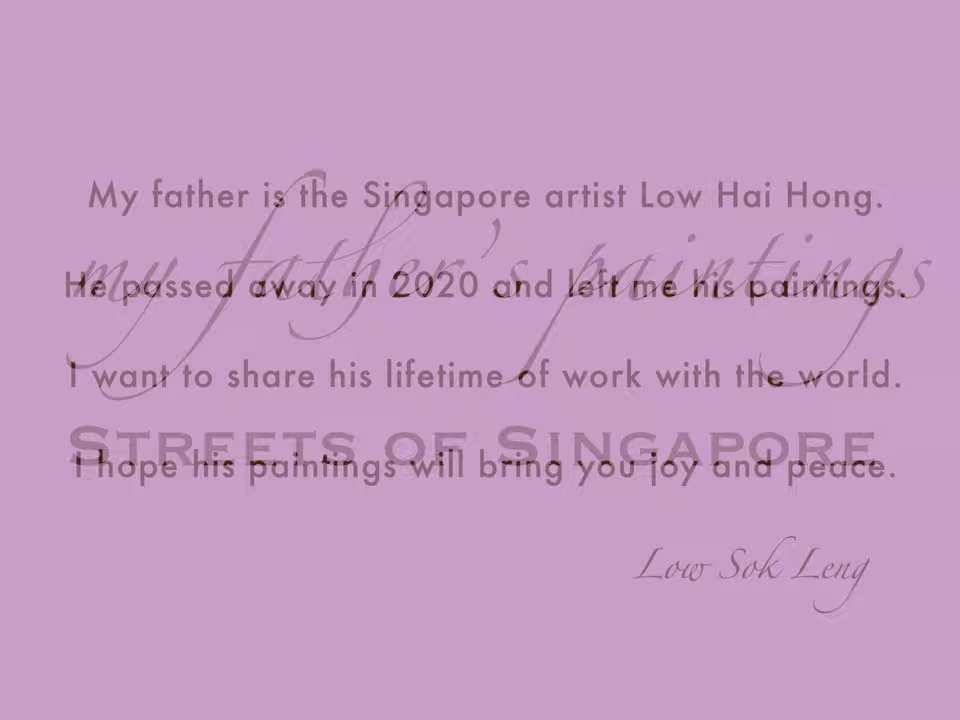 My father is the Singapore artist Low Hai Hong.
my father's paintings
He passed away in 2020 and left me his paintings.
I want to share his lifetime of work with the world.
STREETS OF SINGAPORE
I hope his paintings will bring you joy and peace.
Low Sok Leng